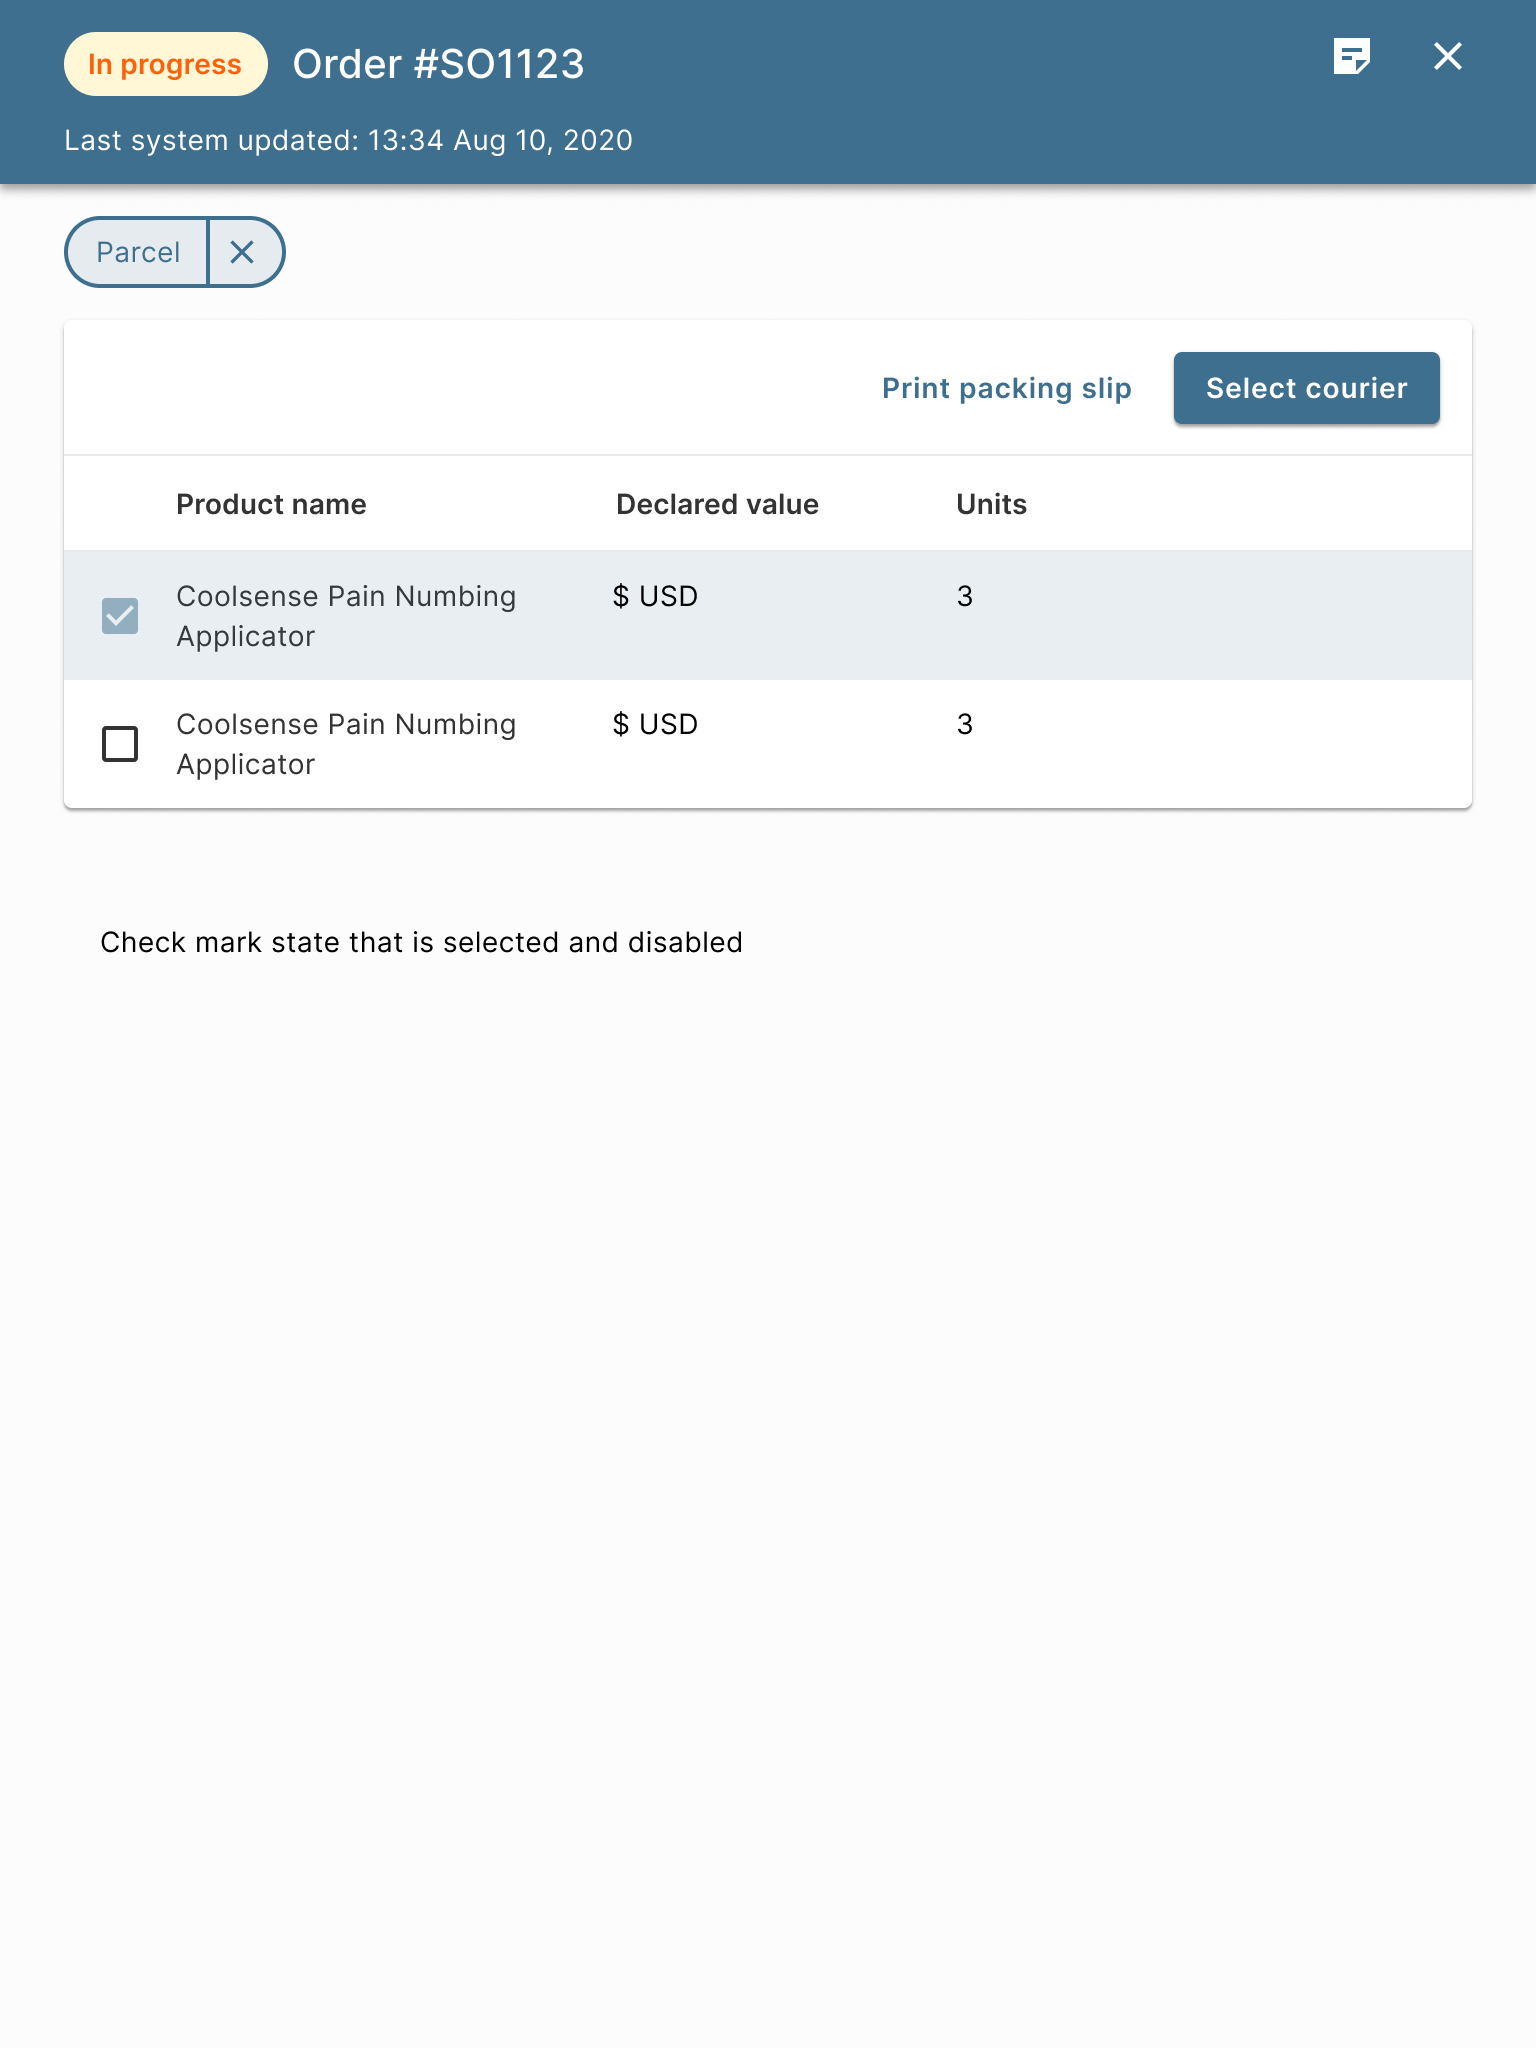 In progress Order #SO1123
Last system updated: 13:34 Aug 10, 2020
Parcel
Print packing slip Select courier
Product name Declared value Units
Coolsense Pain Numbing $ USD 3
Applicator
Coolsense Pain Numbing $ USD 3
Applicator
Check mark state that is selected and disabled